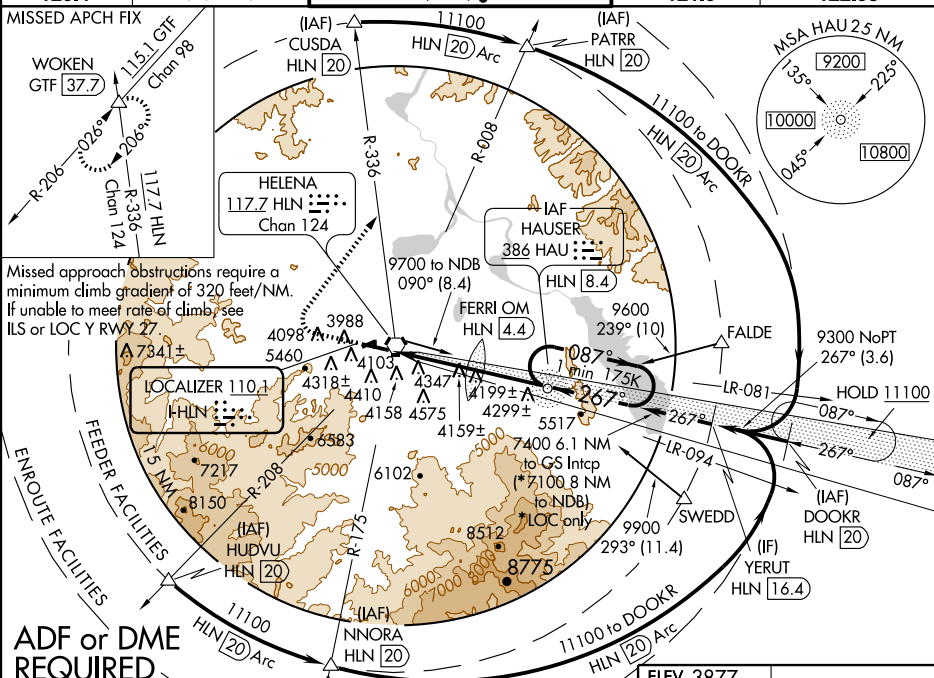 MISSED APCH FIX
WOKEN
GTF 37.7
115.1 GTF
Chan 98
026°
206°
R-206
R-336
117.7 HLN
Chan 124
Missed approach obstructions require a
minimum climb gradient of 320 feet/NM.
If unable to meet rate of climb, see
ILS or LOC Y RWY 27.
(IAF)
CUSDA
HLN 20
11100
HLN 20 Arc
(IAF)
PATRR
HLN 20
MSA HAU 25 NM
135°
9200
225°
10000
045°
10800
11100 to DOOKR
HLN 20 Arc
R-336
R-008
HELENA
117.7 HLN
Chan 124
IAF
HAUSER
386 HAU
HLN 8.4
9700 to NDB
090° (8.4)
FERRI OM
HLN 4.4
9600
239° (10)
FALDE
9300 NoPT
267° (3.6)
HOLD 11100
LR-081
087°
267°
087°
LR-094
087°
1 min
175K
267°
267°
4098
3988
7341±
5460
4103
4318±
4410
4158
4347
4575
4159±
4199±
4299±
5517
LOCALIZER 110.1
I-HLN
7400 6.1 NM
to GS Intcp
(*7100.8 NM
to NDB)
*LOC only
6583
7217
8150
6102
8512
8775
5000
6000
6000
7000
8000
15 NM
R-208
R-175
9900
293° (11.4)
SWEDD
(IAF)
DOOKR
HLN 20
(IF)
YERUT
HLN 16.4
FEEDER FACILITIES
ENROUTE FACILITIES
(IAF)
HUDVU
HLN 20
11100
HLN 20 Arc
(IAF)
NNORA
HLN 20
11100 to DOOKR
HLN 20 Arc
ADF or DME
REQUIRED
ELEV 3877